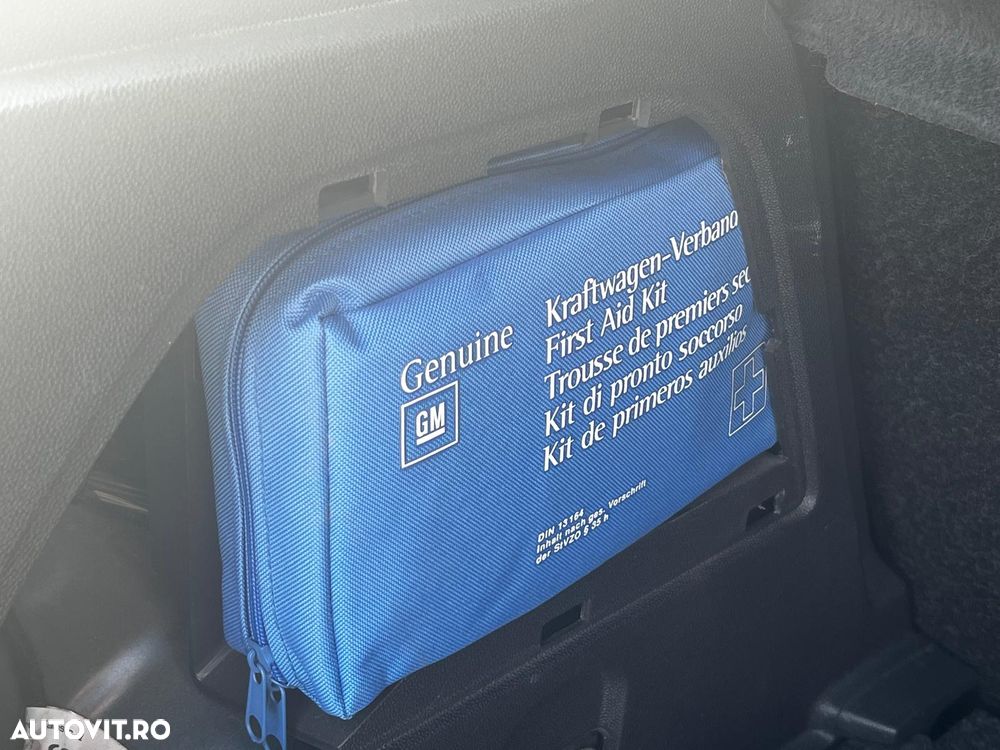 Genuine
GM
Kraftwagen-Verband
First Aid Kit
Trousse de premiers sec
Kit di pronto soccorso
Kit de primeros auxilios
DIN 13164
Inhalt nach ges. Vorschrift
der StVZO § 35 h
AUTOVIT.RO